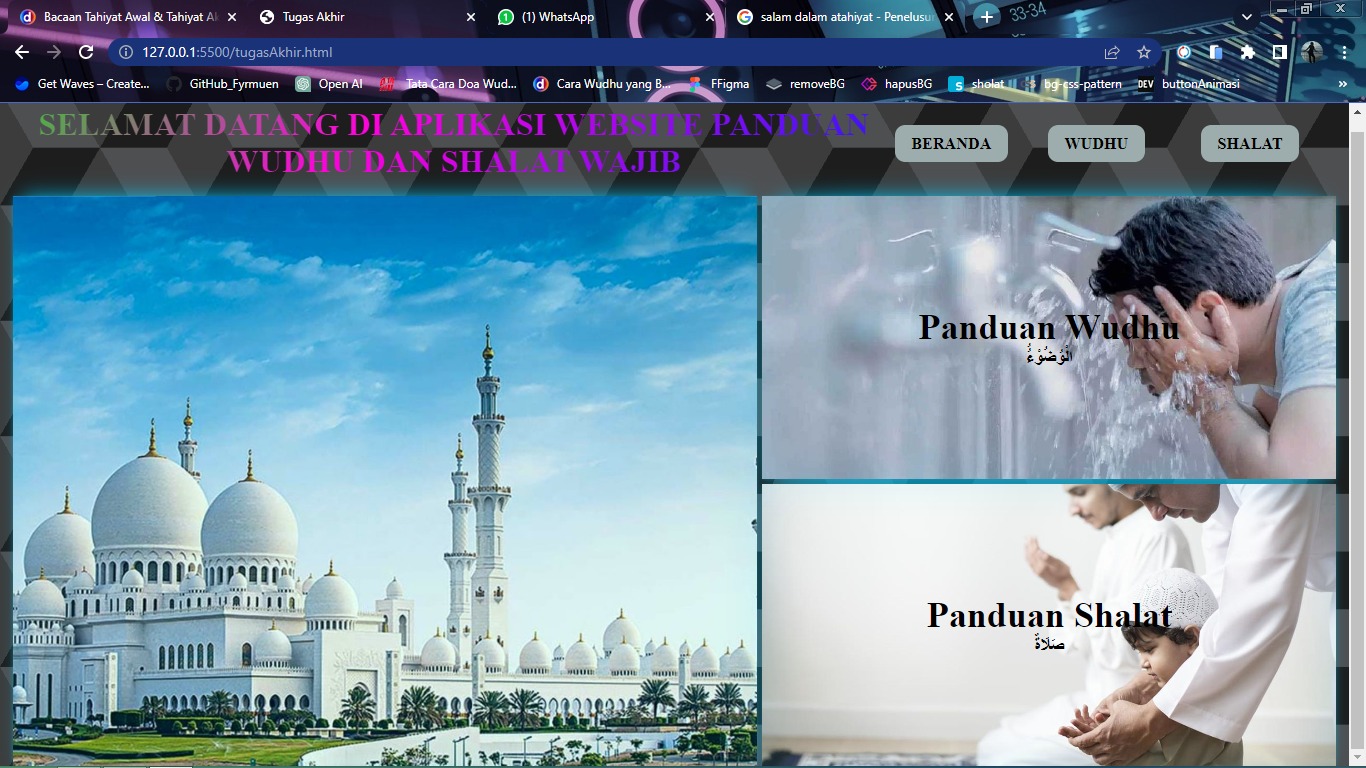 Bacaan Tahiyat Awal & Tahiyat Ak
Tugas Akhir
(1) WhatsApp
salam dalam atahiyat - Penelusur
33-34
127.0.0.1:5500/tugasAkhir.html
Get Waves – Create...
GitHub_Fyrmuen
Open AI
Tata Cara Doa Wud...
Cara Wudhu yang B...
FFigma
removeBG
hapusBG
sholat
bg-css-pattern
DEV
buttonAnimasi
»
SELAMAT DATANG DI APLIKASI WEBSITE PANDUAN
WUDHU DAN SHALAT WAJIB
BERANDA
WUDHU
SHALAT
Panduan Wudhu
الْوُضُوْءُ
Panduan Shalat
صَلَاةٌ